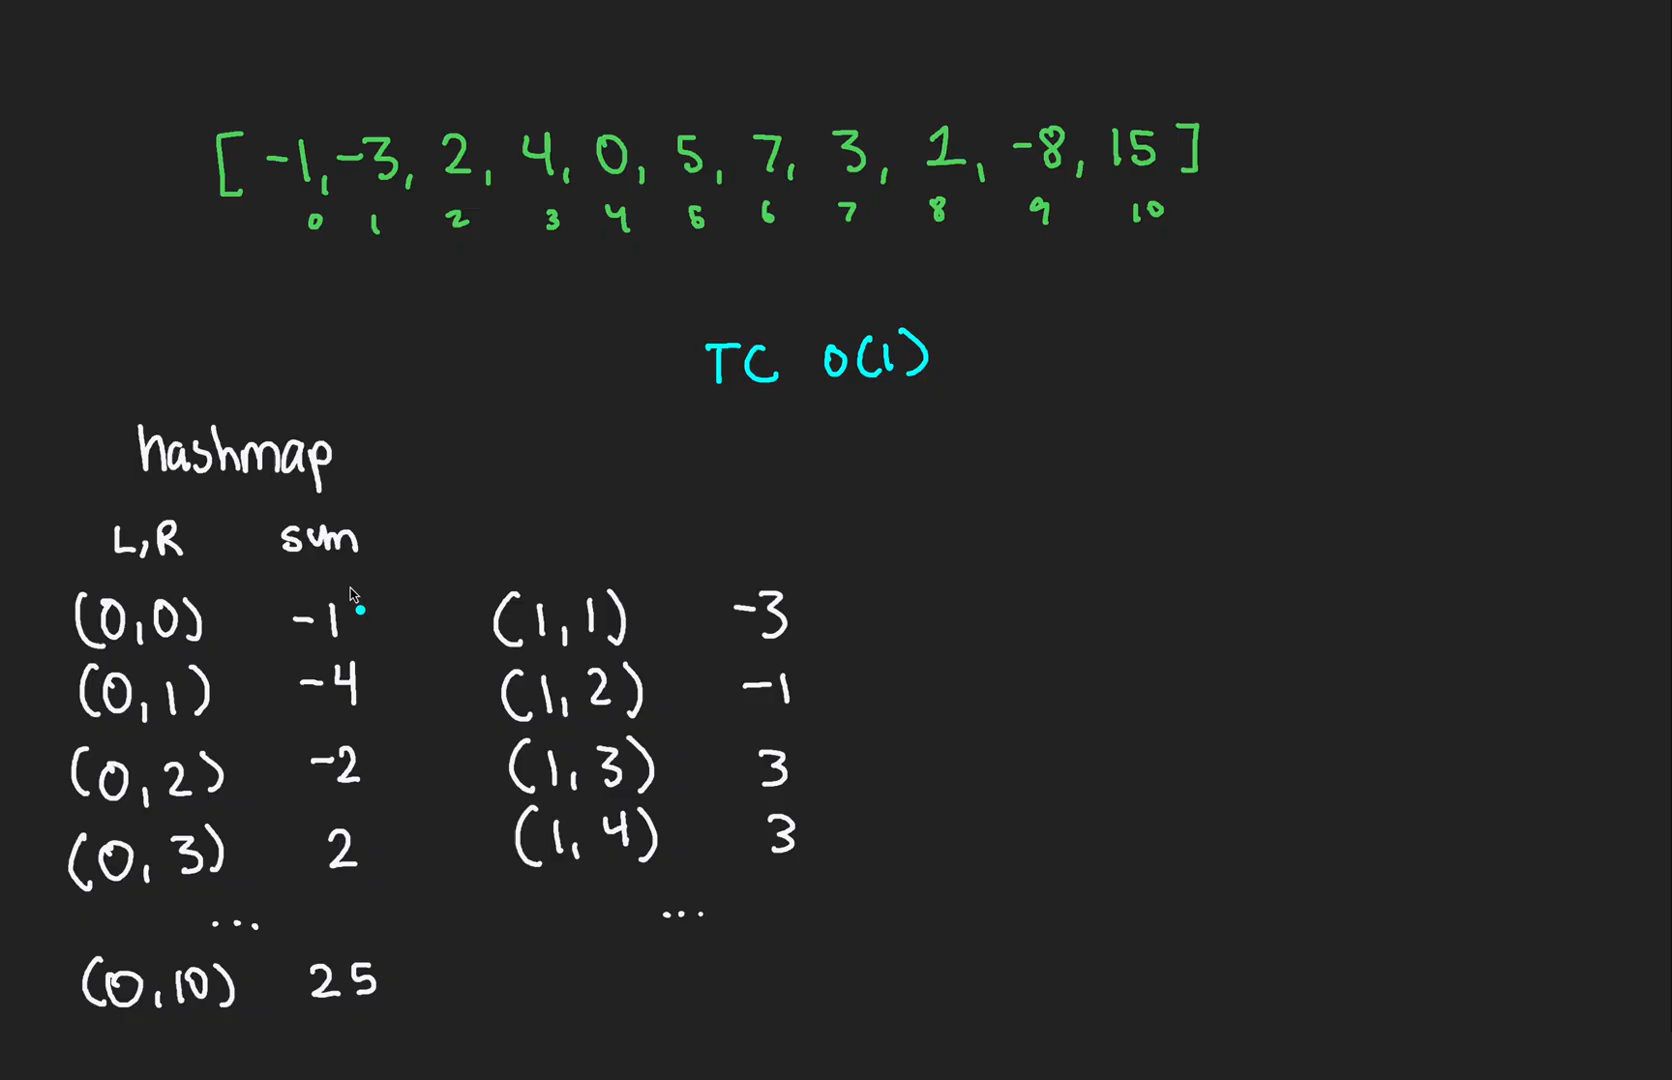 [ -1, -3, 2, 4, 0, 5, 7, 3, 1, -8, 15 ]
0 1 2 3 4 5 6 7 8 9 10
TC O(1)
hashmap
L,R sum
(0,0) -1 (1,1) -3
(0,1) -4 (1,2) -1
(0,2) -2 (1,3) 3
(0,3) 2 (1,4) 3
... ...
(0,10) 25